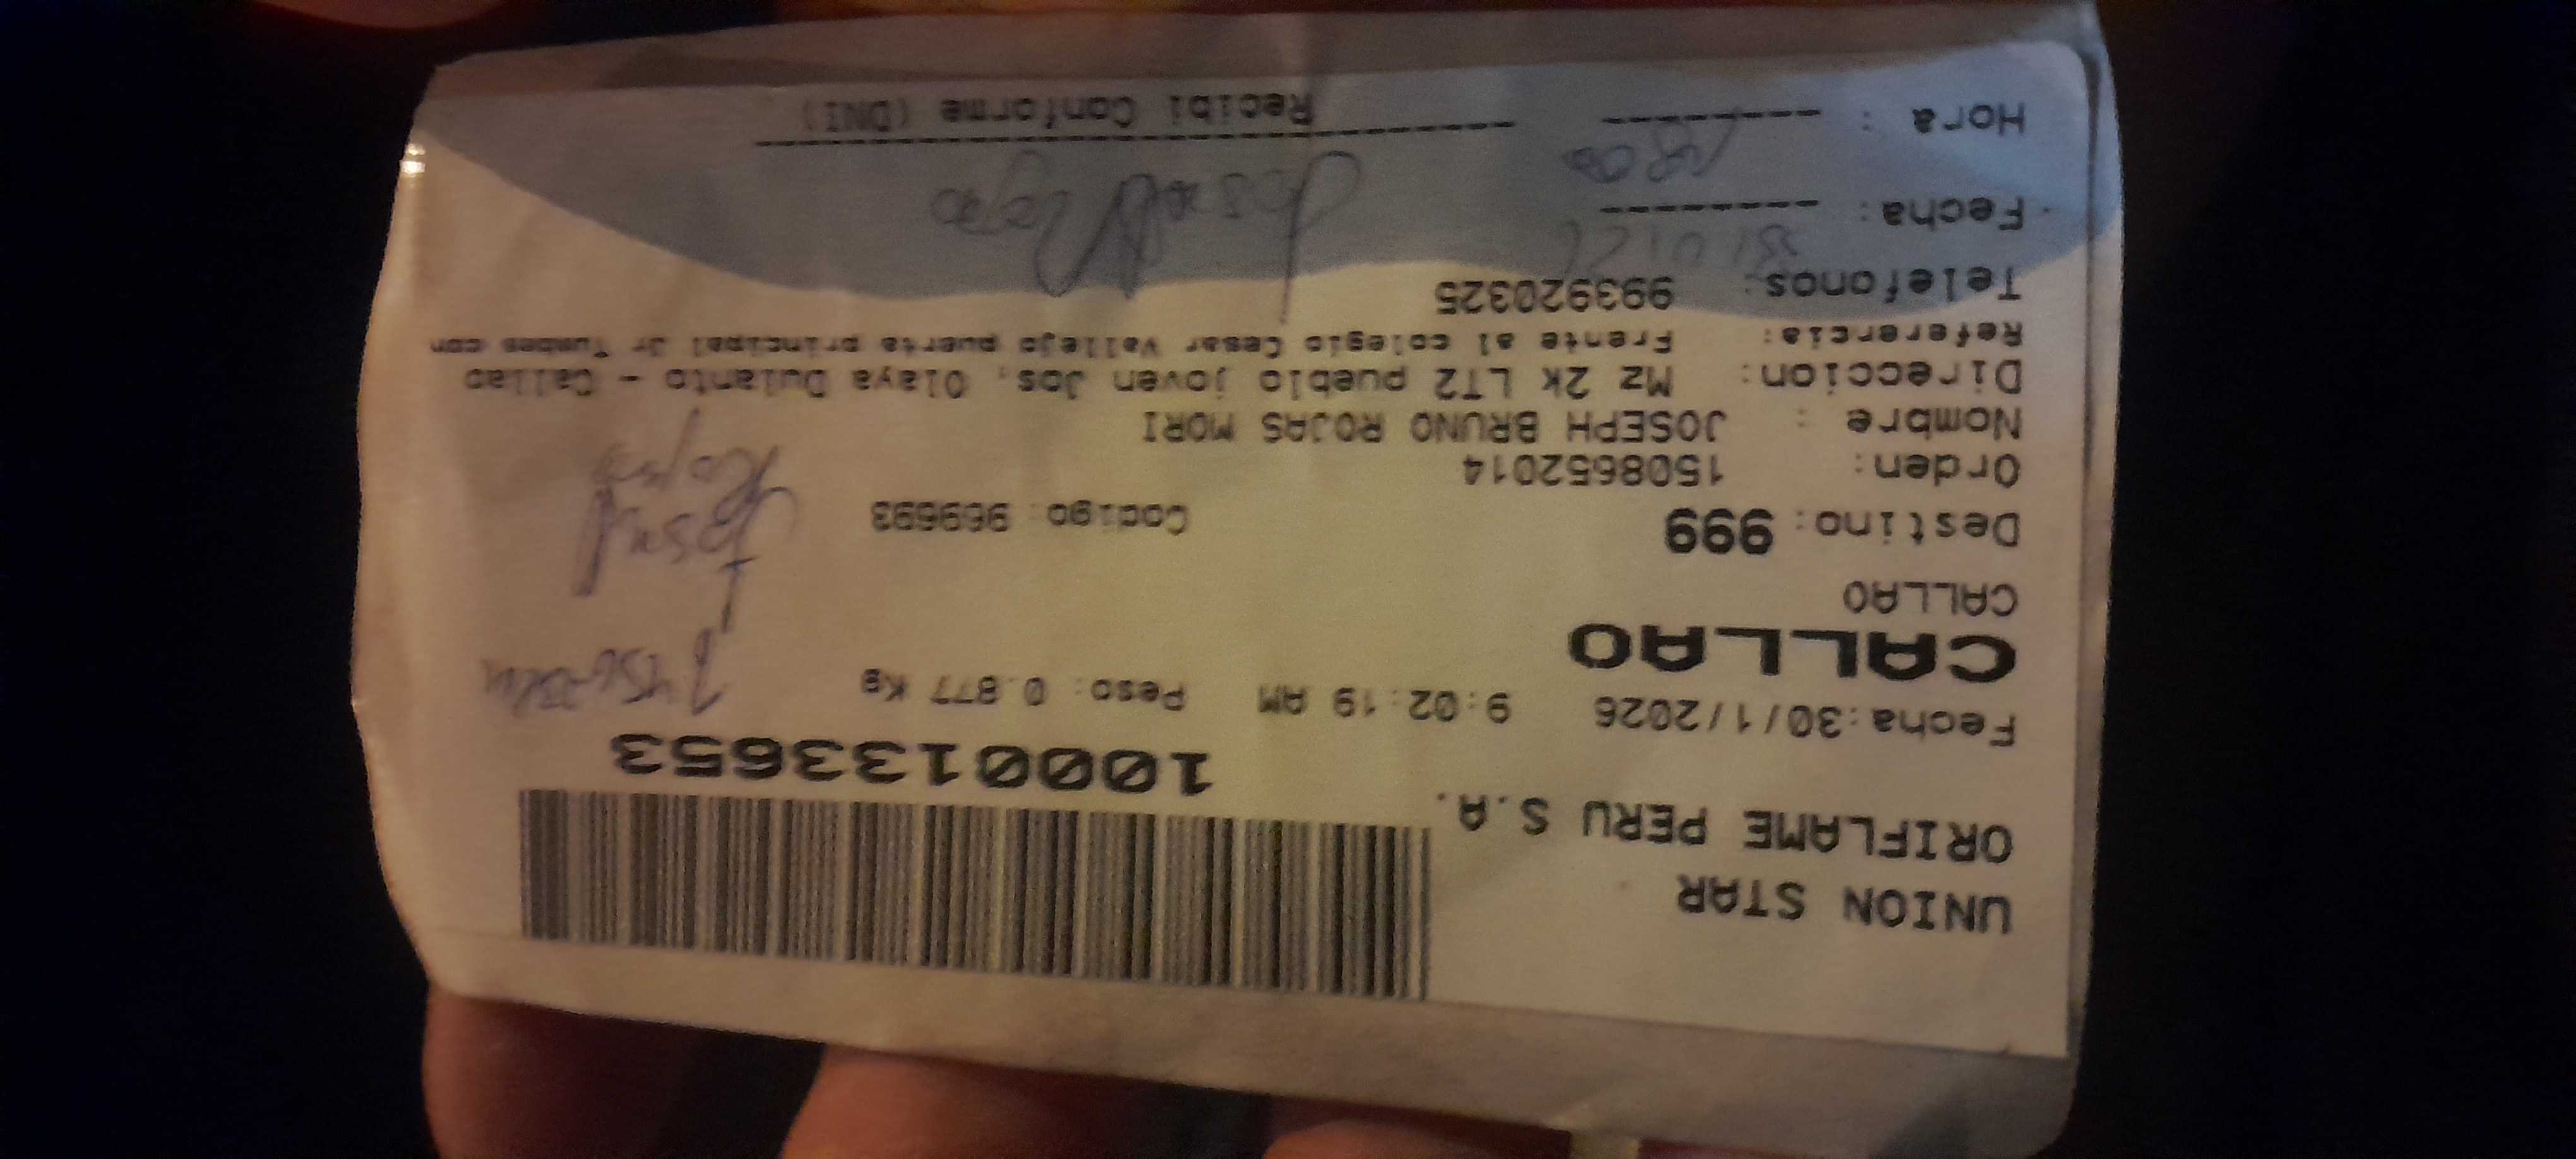 UNION STAR
ORIFLAME PERU S.A.
1000133653
Fecha:30/1/2026 9:02:19 AM Peso: 0.877 Kg
CALLAO
CALLAO
Destino: 999 Codigo: 969693
Orden: 1508652014
Nombre : JOSEPH BRUNO ROJAS MORI
Direccion: Mz 2k LT2 pueblo joven Jos, Olaya Dulanto - Callao
Referencia: Frente al colegio Cesar Vallejo puerta principal Jr Tumbes con
Telefonos: 993920325
Fecha:
Hora :
Recibi Conforme (DNI)